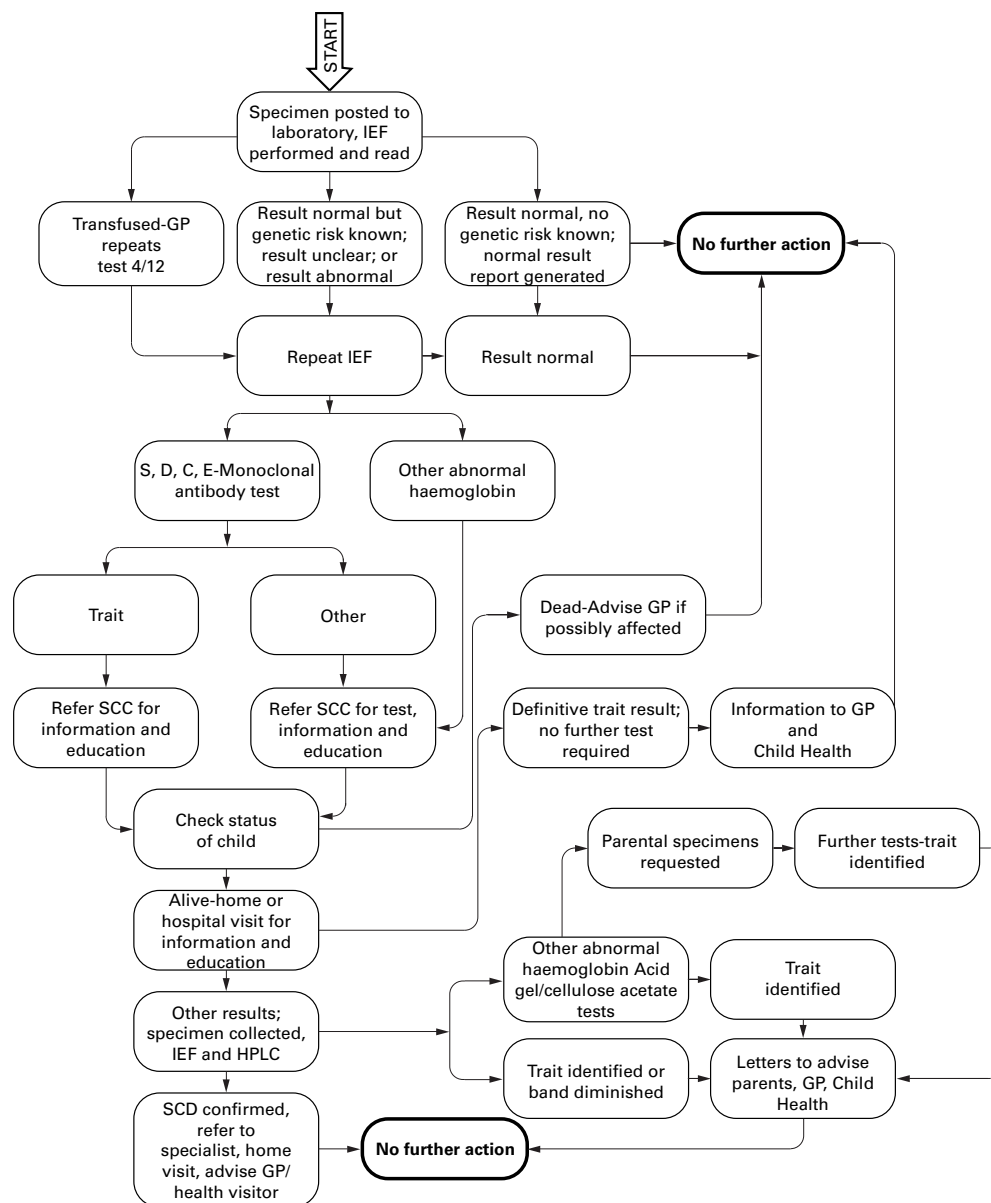 START
Specimen posted to
laboratory, IEF
performed and read
Transfused-GP
repeats
test 4/12
Result normal but
genetic risk known;
result unclear; or
result abnormal
Result normal, no
genetic risk known;
normal result
report generated
No further action
Repeat IEF
Result normal
S, D, C, E-Monoclonal
antibody test
Other abnormal
haemoglobin
Trait
Other
Dead-Advise GP if
possibly affected
Refer SCC for
information and
education
Refer SCC for test,
information and
education
Definitive trait result;
no further test
required
Information to GP
and
Child Health
Check status
of child
Parental specimens
requested
Further tests-trait
identified
Alive-home or
hospital visit for
information and
education
Other abnormal
haemoglobin Acid
gel/cellulose acetate
tests
Trait
identified
Other results;
specimen collected,
IEF and HPLC
Trait identified or
band diminished
Letters to advise
parents, GP, Child
Health
SCD confirmed,
refer to
specialist, home
visit, advise GP/
health visitor
No further action